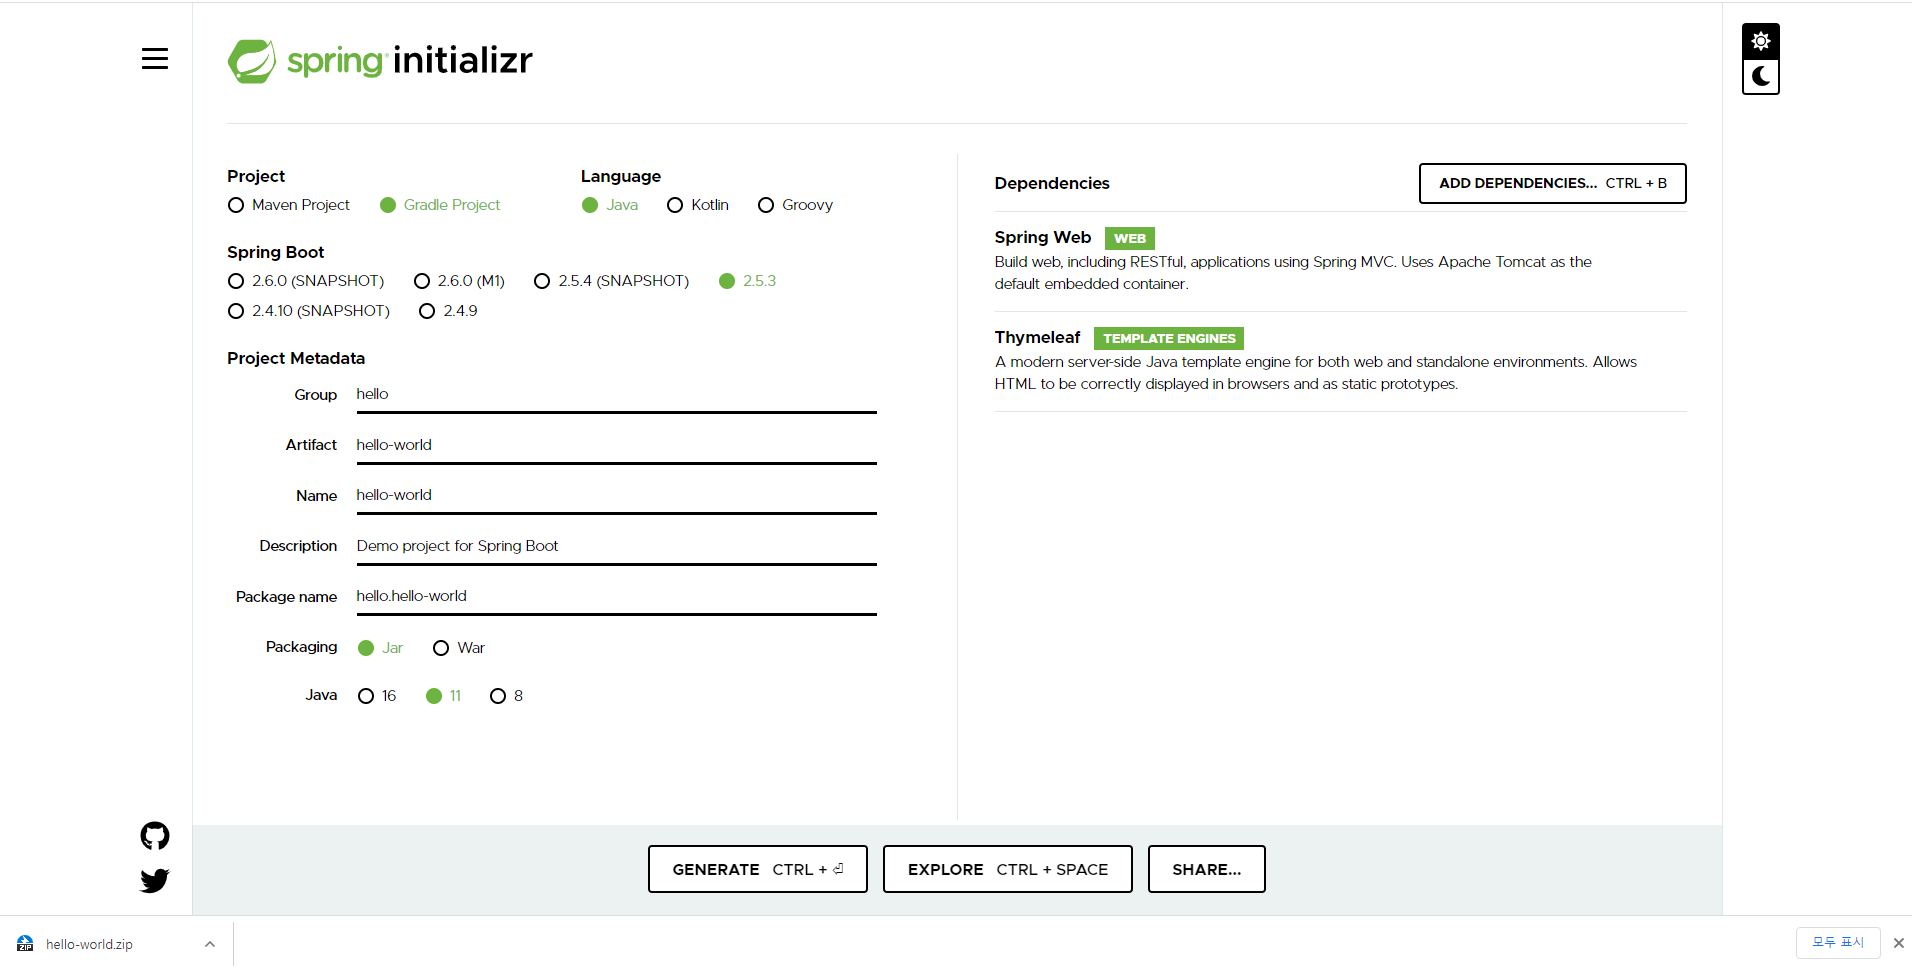 spring initializr
Project
Maven Project Gradle Project
Language
Java Kotlin Groovy
Spring Boot
2.6.0 (SNAPSHOT) 2.6.0 (M1) 2.5.4 (SNAPSHOT) 2.5.3
2.4.10 (SNAPSHOT) 2.4.9
Project Metadata
Group hello
Artifact hello-world
Name hello-world
Description Demo project for Spring Boot
Package name hello.hello-world
Packaging Jar War
Java 16 11 8
Dependencies
ADD DEPENDENCIES... CTRL + B
Spring Web WEB
Build web, including RESTful, applications using Spring MVC. Uses Apache Tomcat as the
default embedded container.
Thymeleaf TEMPLATE ENGINES
A modern server-side Java template engine for both web and standalone environments. Allows
HTML to be correctly displayed in browsers and as static prototypes.
GENERATE CTRL + ⏎
EXPLORE CTRL + SPACE
SHARE...
ZIP
hello-world.zip
모두 표시